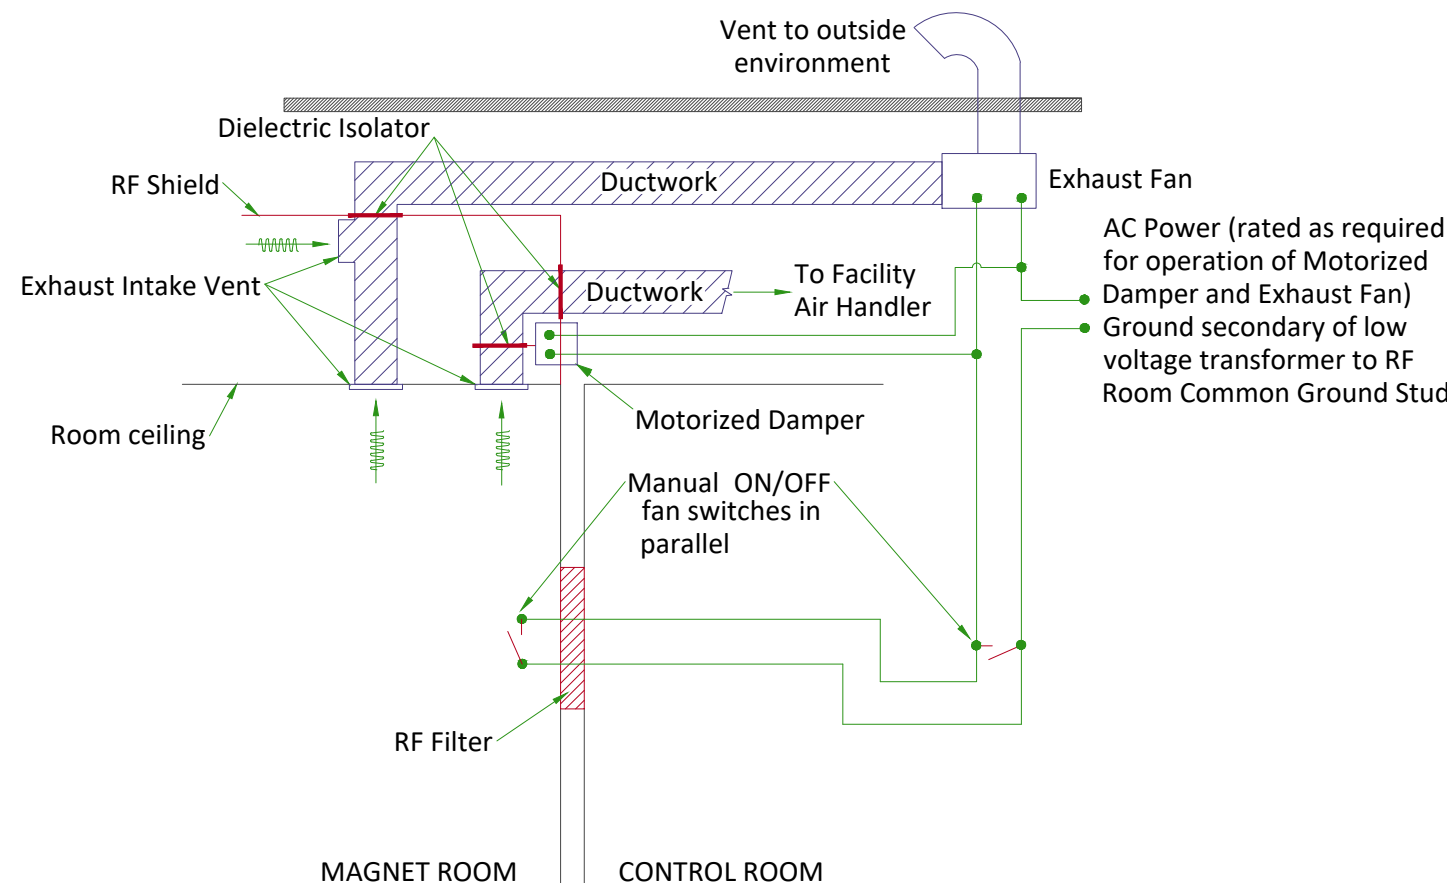 Vent to outside
environment
Dielectric Isolator
RF Shield
Ductwork
Exhaust Fan
AC Power (rated as required
for operation of Motorized
Damper and Exhaust Fan)
Ground secondary of low
voltage transformer to RF
Room Common Ground Stud
Exhaust Intake Vent
Ductwork
To Facility
Air Handler
Room ceiling
Motorized Damper
Manual ON/OFF
fan switches in
parallel
RF Filter
MAGNET ROOM
CONTROL ROOM